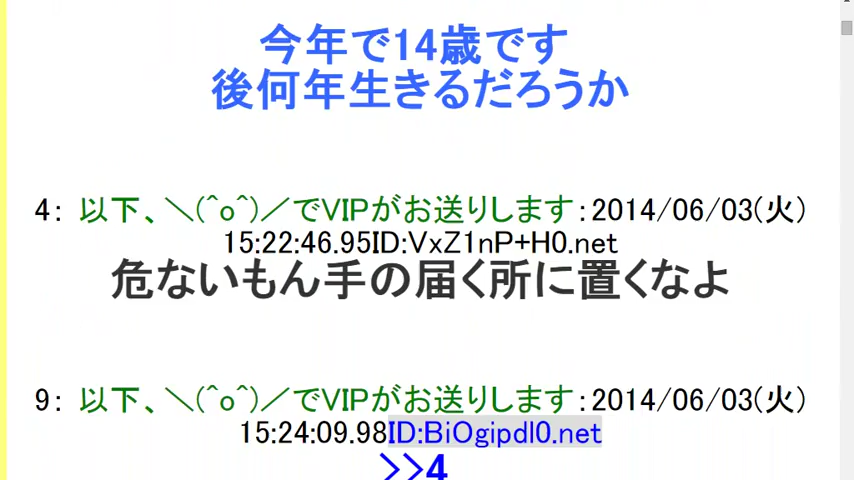 今年で14歳です
後何年生きるだろうか
4： 以下、＼(^o^)／でVIPがお送りします：2014/06/03(火)
15:22:46.95ID:VxZ1nP+H0.net
危ないもん手の届く所に置くなよ
9： 以下、＼(^o^)／でVIPがお送りします：2014/06/03(火)
15:24:09.98ID:BiOgipdl0.net
>>4